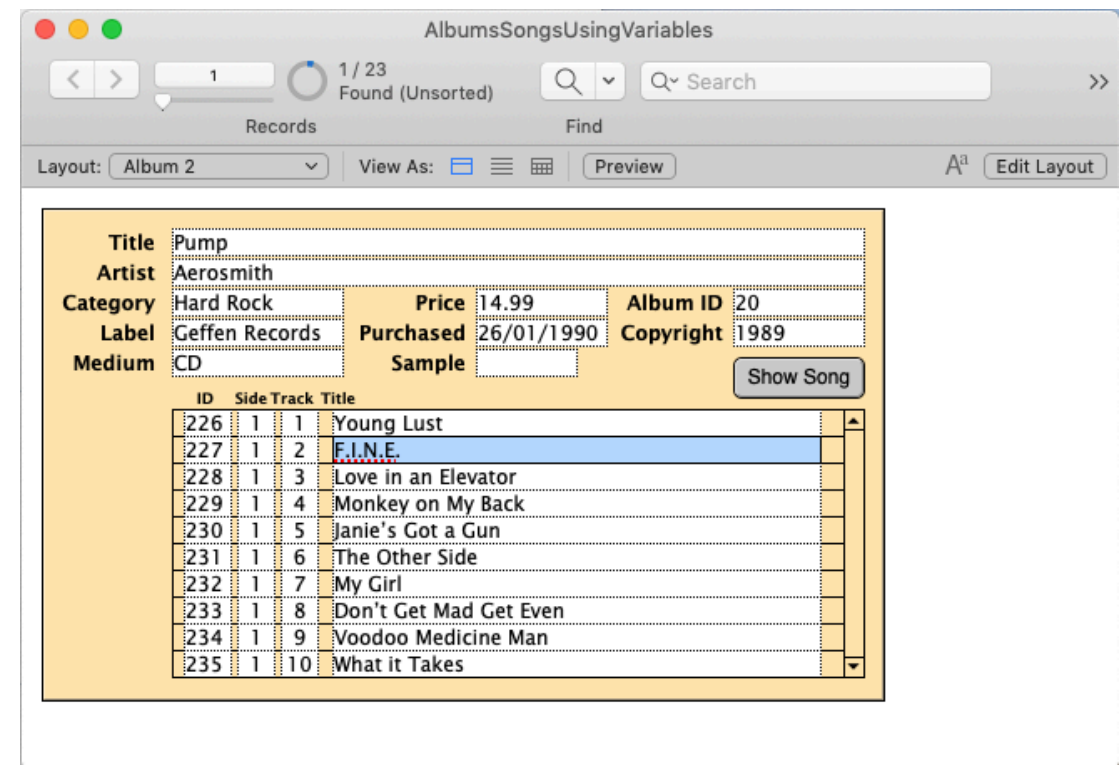 AlbumsSongsUsingVariables
1
1 / 23
Found (Unsorted)
Search
Records Find
Layout: Album 2 View As: Preview Aa Edit Layout
Title Pump
Artist Aerosmith
Category Hard Rock Price 14.99 Album ID 20
Label Geffen Records Purchased 26/01/1990 Copyright 1989
Medium CD Sample
Show Song
ID Side Track Title
226 1 1 Young Lust
227 1 2 F.I.N.E.
228 1 3 Love in an Elevator
229 1 4 Monkey on My Back
230 1 5 Janie’s Got a Gun
231 1 6 The Other Side
232 1 7 My Girl
233 1 8 Don’t Get Mad Get Even
234 1 9 Voodoo Medicine Man
235 1 10 What it Takes